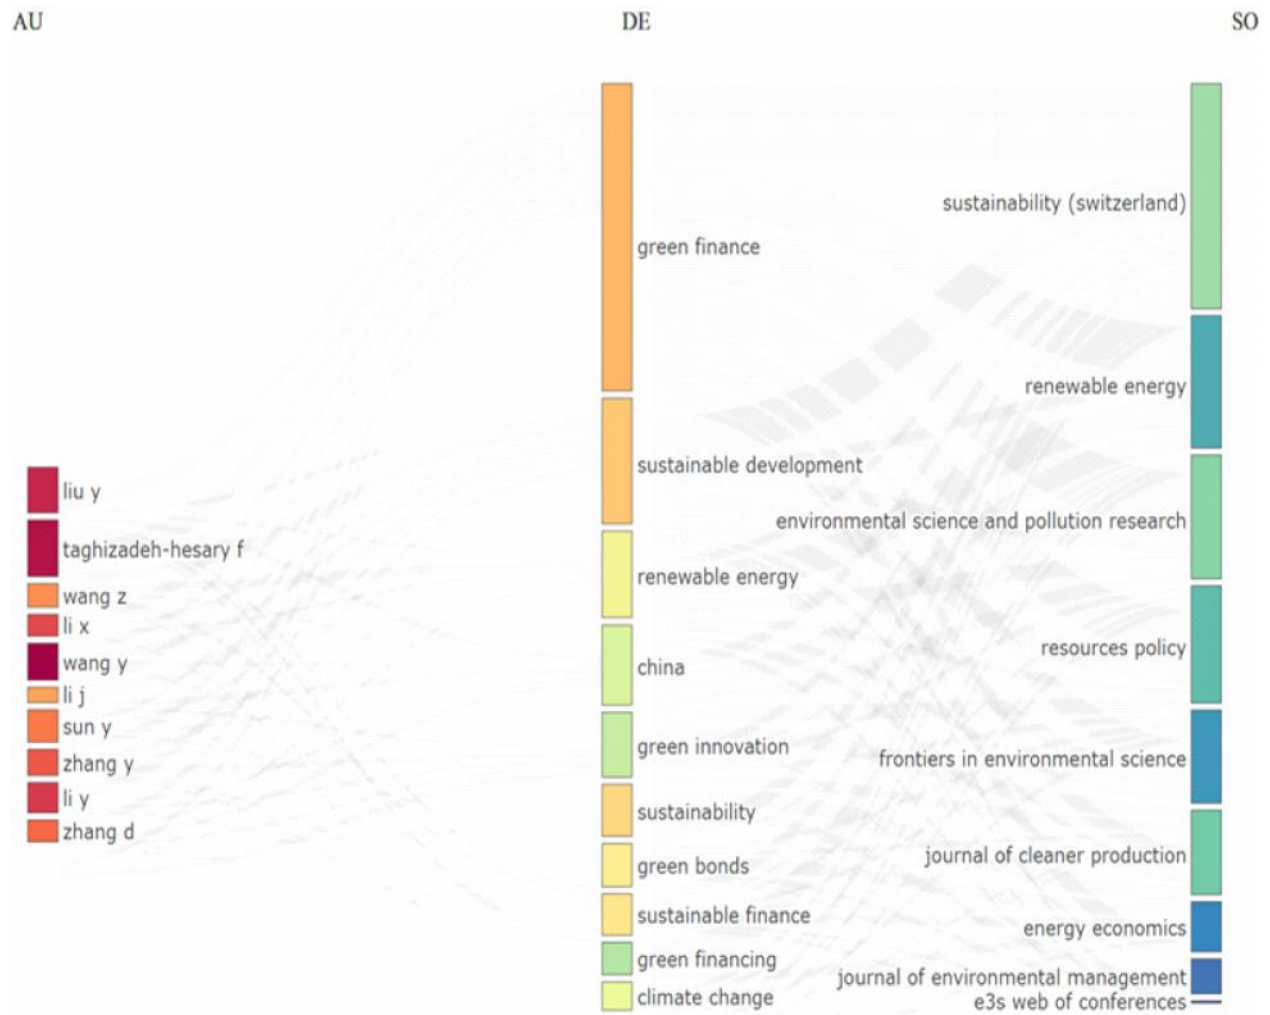 AU
DE
SO
liu y
taghizadeh-hesary f
wang z
li x
wang y
li j
sun y
zhang y
li y
zhang d
green finance
sustainable development
renewable energy
china
green innovation
sustainability
green bonds
sustainable finance
green financing
climate change
sustainability (switzerland)
renewable energy
environmental science and pollution research
resources policy
frontiers in environmental science
journal of cleaner production
energy economics
journal of environmental management
e3s web of conferences